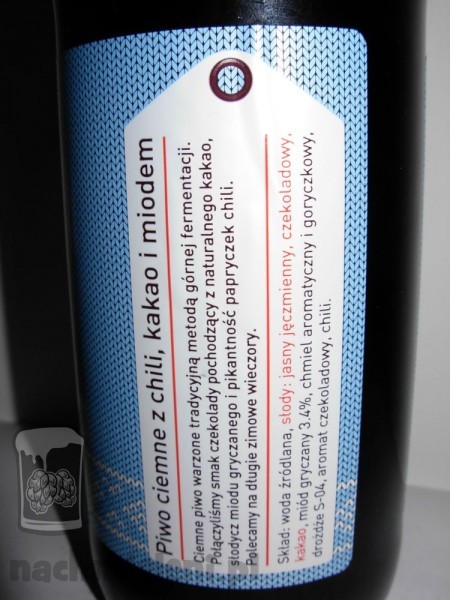 Piwo ciemne z chili, kakao i miodem
Ciemne piwo warzone tradycyjną metodą górnej fermentacji.
Połączyliśmy smak czekolady pochodzący z naturalnego kakao,
słodycz miodu gryczanego i pikantność papryczek chili.
Polecamy na długie zimowe wieczory.
Skład: woda źródlana, słody: jasny jęczmienny, czekoladowy,
kakao, miód gryczany 3,4%, chmiel aromatyczny i goryczkowy,
drożdże S-04, aromat czekoladowy, chili.